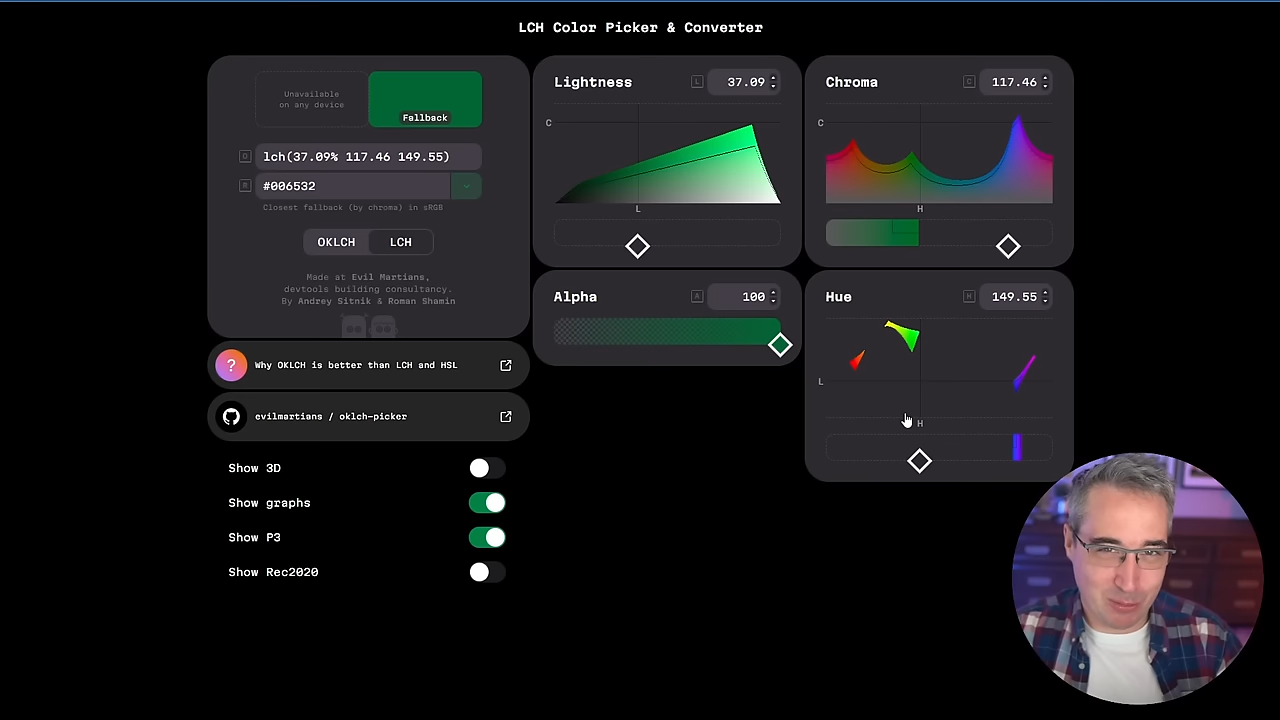 LCH Color Picker & Converter
Unavailable
on any device
Fallback
lch(37.09% 117.46 149.55)
#006532
Closest fallback (by chroma) in sRGB
OKLCH LCH
Made at Evil Martians,
devtools building consultancy.
By Andrey Sitnik & Roman Shamin
? Why OKLCH is better than LCH and HSL
evilmartians / oklch-picker
Show 3D
Show graphs
Show P3
Show Rec2020
Lightness L 37.09
C
L
Alpha A 100
Chroma C 117.46
C
H
Hue H 149.55
L
H